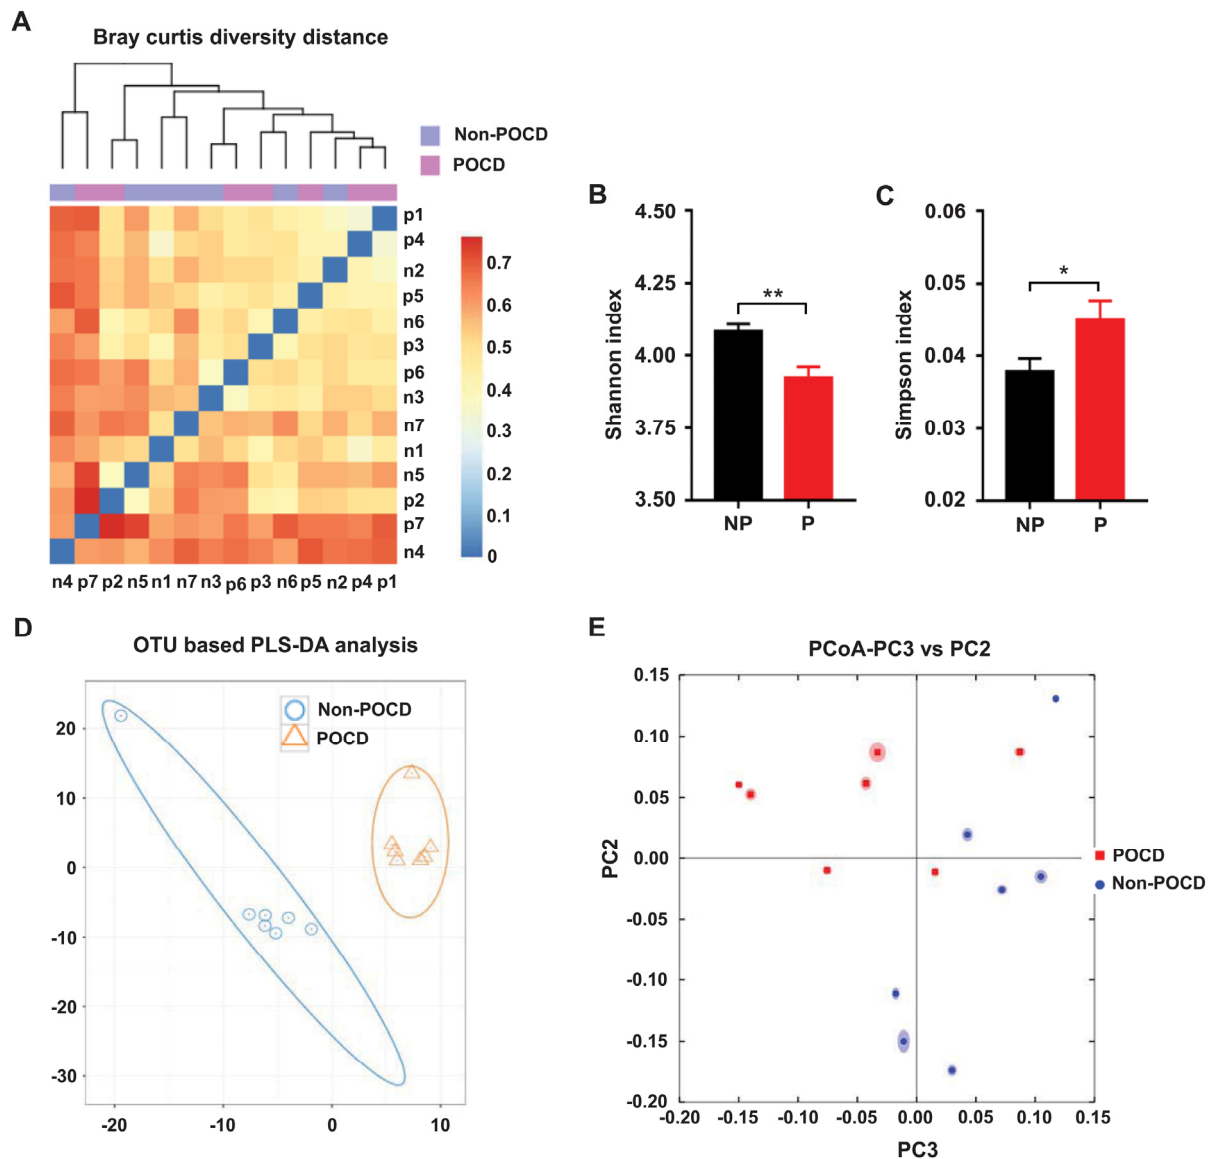 A
Bray curtis diversity distance
Non-POCD
POCD
p1
p4
n2
p5
n6
p3
p6
n3
n7
n1
n5
p2
p7
n4
n4 p7 p2 n5 n1 n7 n3 p6 p3 n6 p5 n2 p4 p1
0.7
0.6
0.5
0.4
0.3
0.2
0.1
0
B
Shannon index
4.50
4.25
4.00
3.75
3.50
**
NP P
C
Simpson index
0.06
0.05
0.04
0.03
0.02
*
NP P
D
OTU based PLS-DA analysis
Non-POCD
POCD
20
10
0
-10
-20
-30
-20 -10 0 10
E
PCoA-PC3 vs PC2
PC2
0.15
0.10
0.05
0.00
-0.05
-0.10
-0.15
-0.20
-0.20 -0.15 -0.10 -0.05 0.00 0.05 0.10 0.15
PC3
POCD
Non-POCD